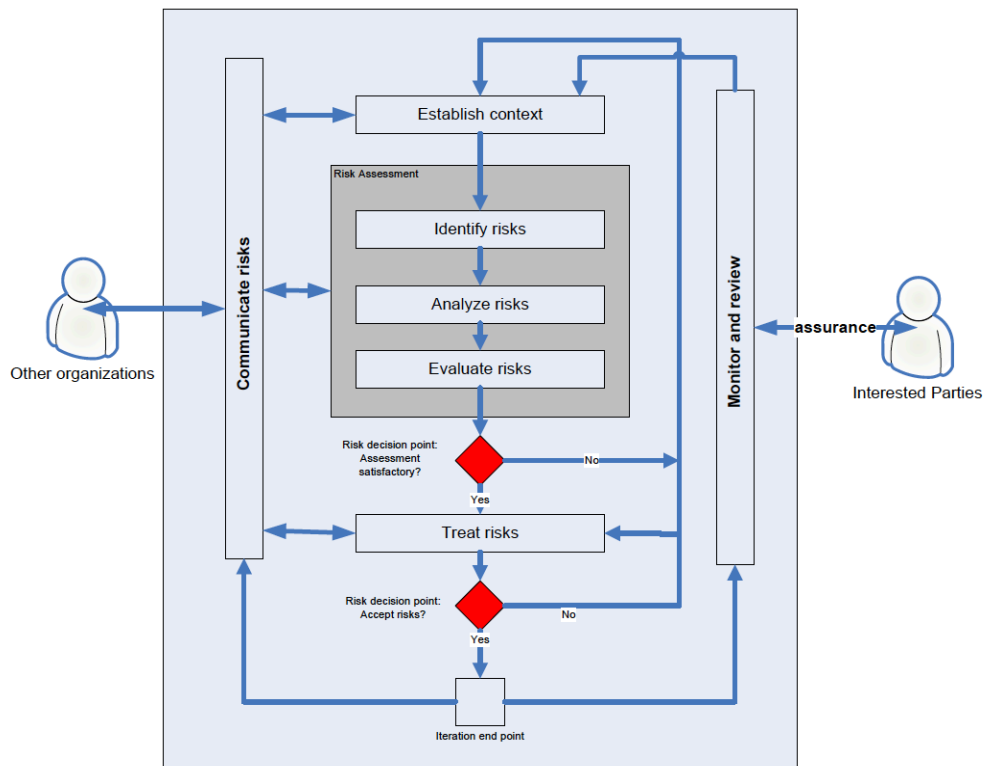 Establish context
Risk Assessment
Identify risks
Analyze risks
Evaluate risks
Communicate risks
Monitor and review
Other organizations
assurance
Interested Parties
Risk decision point:
Assessment
satisfactory?
No
Yes
Treat risks
Risk decision point:
Accept risks?
No
Yes
Iteration end point